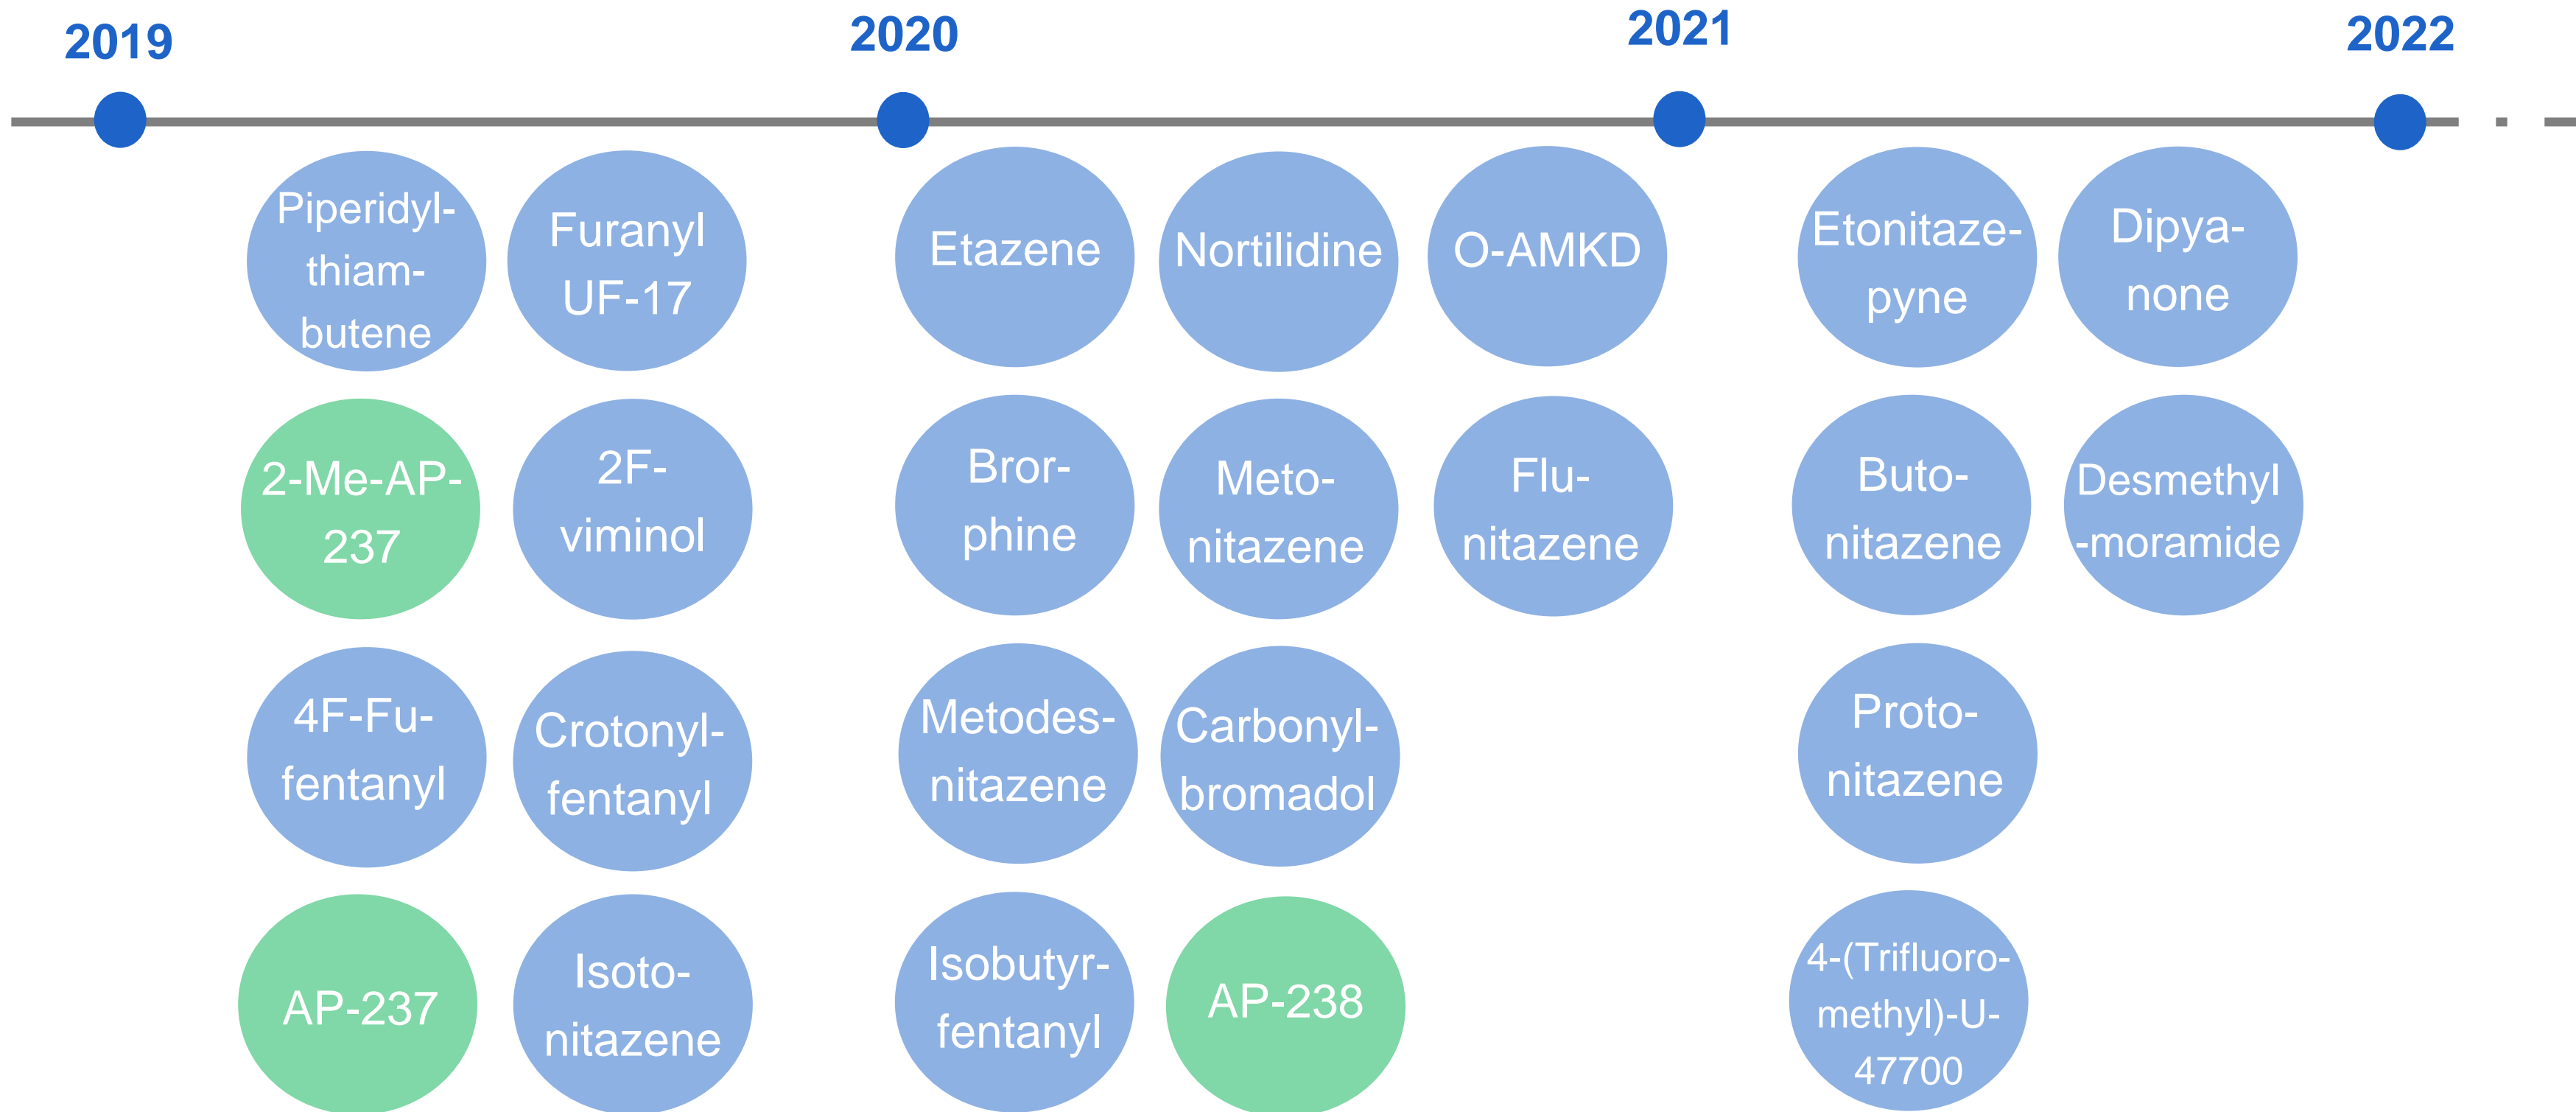 2019
2020
2021
2022
Piperidyl-
thiam-
butene
Furanyl
UF-17
Etazene
Nortilidine
O-AMKD
Etonitaze-
pyne
Dipya-
none
2-Me-AP-
237
2F-
viminol
Bror-
phine
Meto-
nitazene
Flu-
nitazene
Buto-
nitazene
Desmethyl
-moramide
4F-Fu-
fentanyl
Crotonyl-
fentanyl
Metodes-
nitazene
Carbonyl-
bromadol
Proto-
nitazene
AP-237
Isoto-
nitazene
Isobutyr-
fentanyl
AP-238
4-(Trifluoro-
methyl)-U-
47700